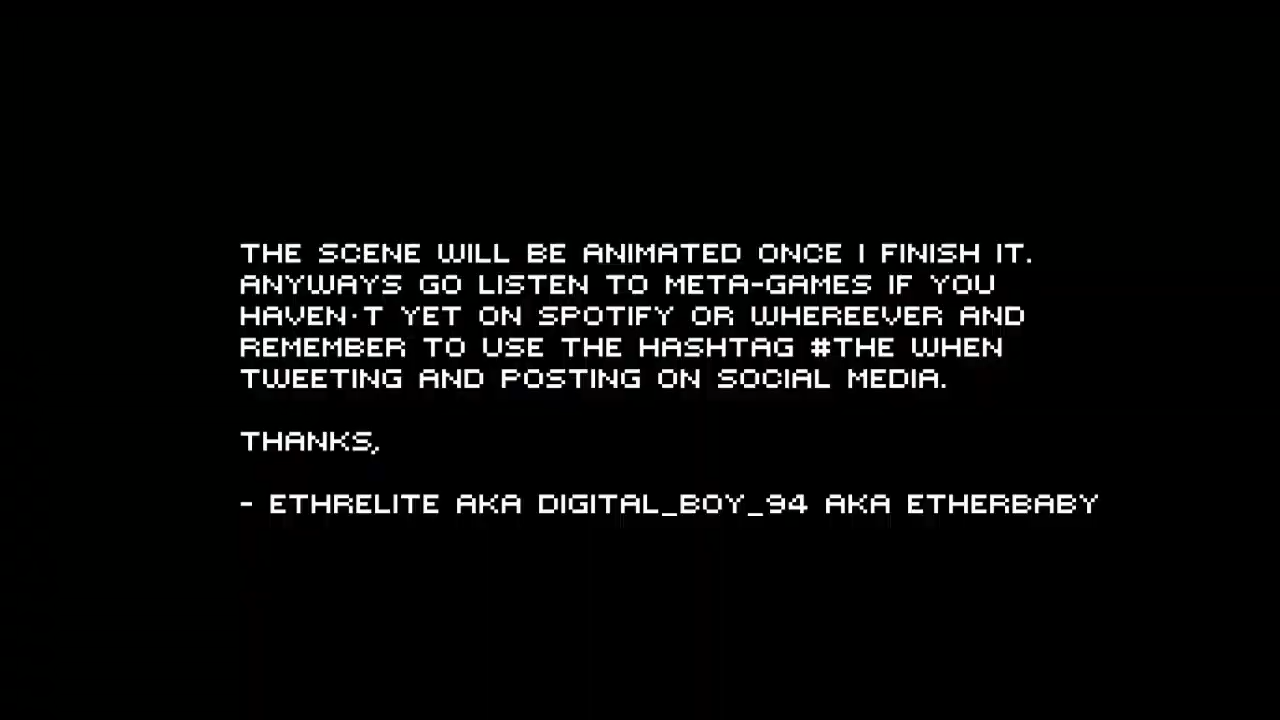 THE SCENE WILL BE ANIMATED ONCE I FINISH IT.
ANYWAYS GO LISTEN TO META-GAMES IF YOU
HAVEN·T YET ON SPOTIFY OR WHEREEVER AND
REMEMBER TO USE THE HASHTAG #THE WHEN
TWEETING AND POSTING ON SOCIAL MEDIA.
THANKS,
- ETHRELITE AKA DIGITAL_BOY_94 AKA ETHERBABY